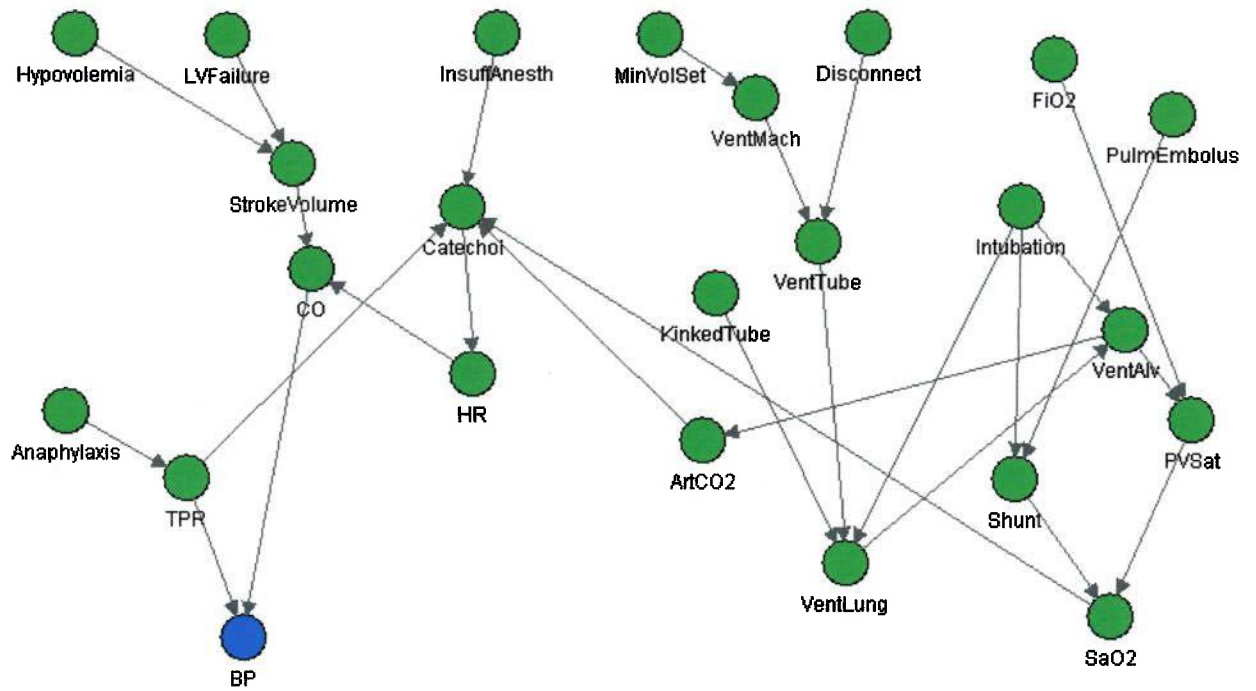 Hypovolemia
LVFailure
InsuffAnesth
MinVolSet
Disconnect
FiO2
VentMach
PulmEmbolus
StrokeVolume
Catechol
Intubation
VentTube
CO
KinkedTube
VentAlv
HR
Anaphylaxis
PVSat
ArtCO2
TPR
Shunt
VentLung
SaO2
BP